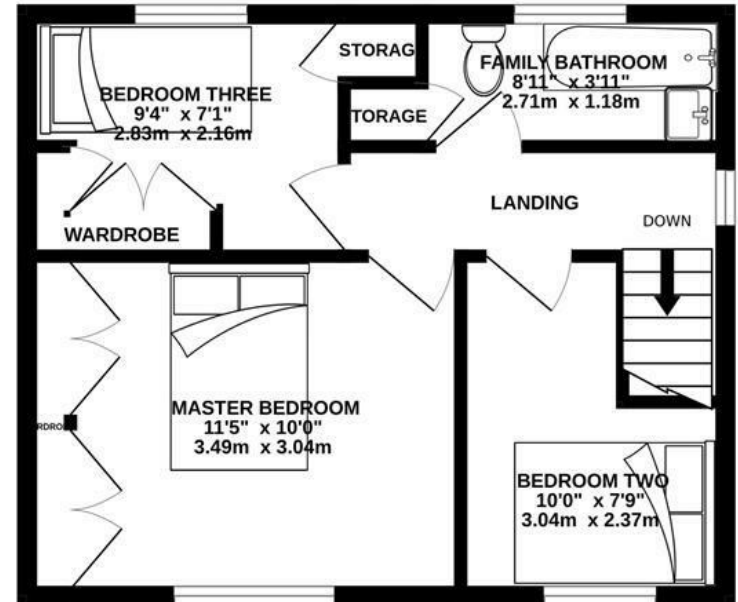 STORAG
BEDROOM THREE
9'4" x 7'1"
2.83m x 2.16m
FAMILY BATHROOM
8'11" x 3'11"
2.71m x 1.18m
TORAGE
LANDING
DOWN
WARDROBE
MASTER BEDROOM
11'5" x 10'0"
3.49m x 3.04m
RDRO
BEDROOM TWO
10'0" x 7'9"
3.04m x 2.37m